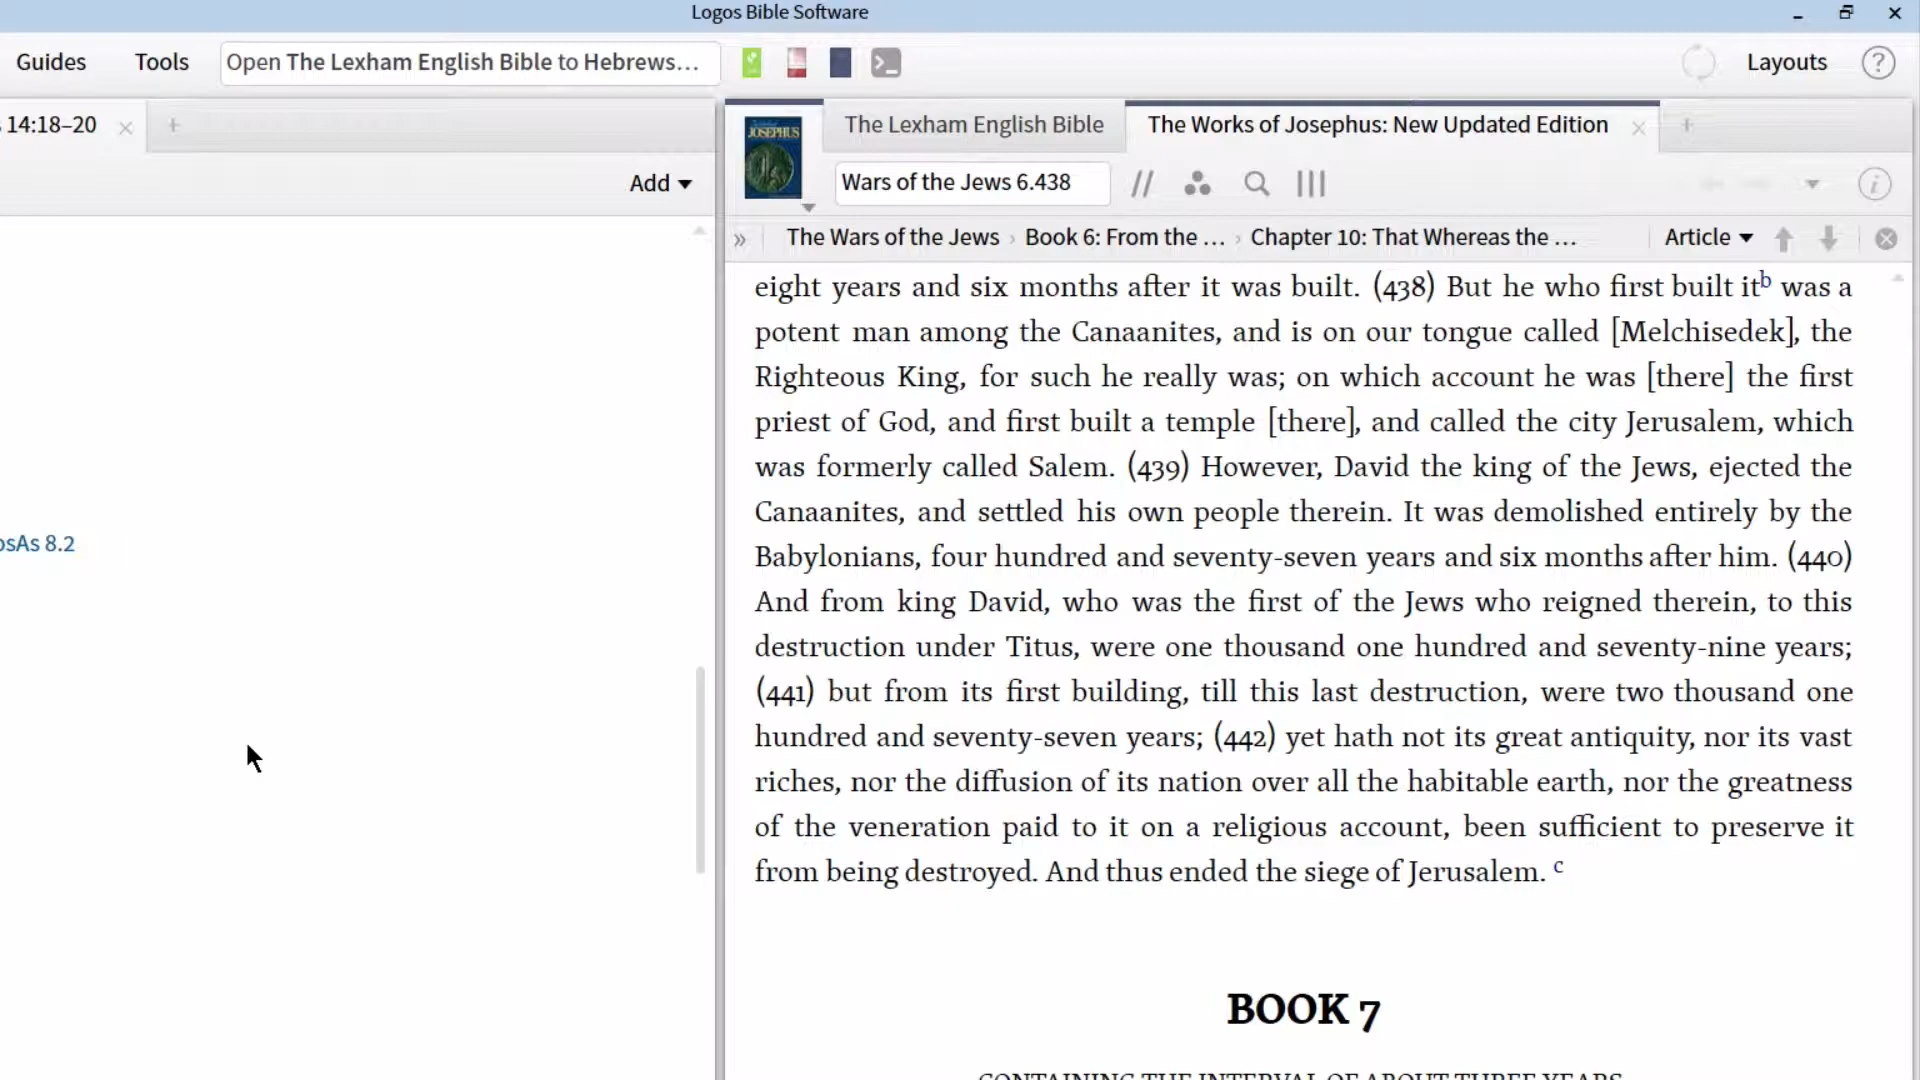 Logos Bible Software
Guides Tools Open The Lexham English Bible to Hebrews… Layouts
14:18–20
The Lexham English Bible The Works of Josephus: New Updated Edition
JOSEPHUS
Add
Wars of the Jews 6.438
The Wars of the Jews › Book 6: From the … › Chapter 10: That Whereas the … Article
eight years and six months after it was built. (438) But he who first built itᵇ was a
potent man among the Canaanites, and is on our tongue called [Melchisedek], the
Righteous King, for such he really was; on which account he was [there] the first
priest of God, and first built a temple [there], and called the city Jerusalem, which
was formerly called Salem. (439) However, David the king of the Jews, ejected the
Canaanites, and settled his own people therein. It was demolished entirely by the
osAs 8.2
Babylonians, four hundred and seventy-seven years and six months after him. (440)
And from king David, who was the first of the Jews who reigned therein, to this
destruction under Titus, were one thousand one hundred and seventy-nine years;
(441) but from its first building, till this last destruction, were two thousand one
hundred and seventy-seven years; (442) yet hath not its great antiquity, nor its vast
riches, nor the diffusion of its nation over all the habitable earth, nor the greatness
of the veneration paid to it on a religious account, been sufficient to preserve it
from being destroyed. And thus ended the siege of Jerusalem. ᶜ
BOOK 7
CONTAINING THE INTERVAL OF ABOUT THREE YEARS